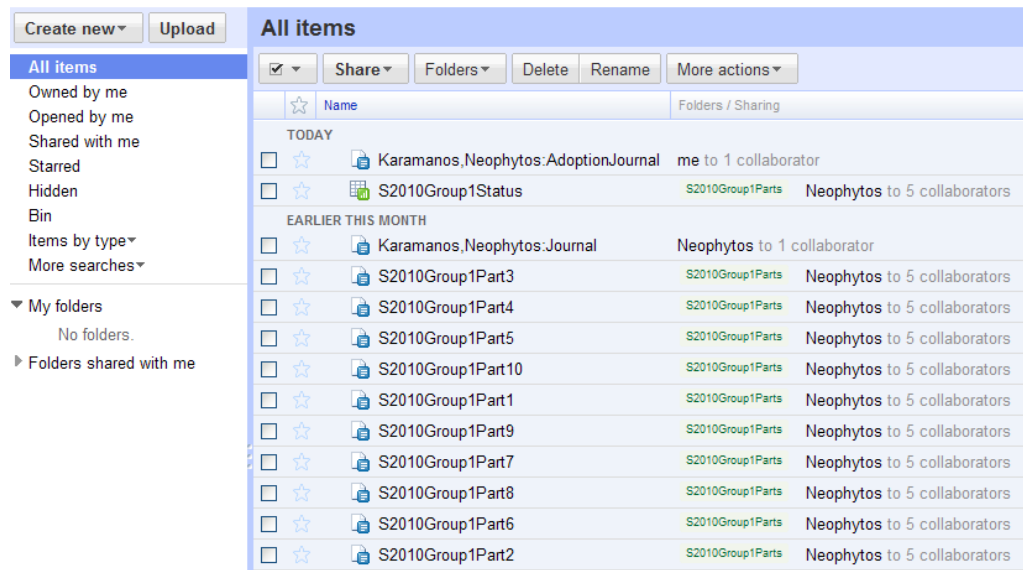 Create new Upload All items
All items
Owned by me
Opened by me
Shared with me
Starred
Hidden
Bin
Items by type
More searches
My folders
No folders.
Folders shared with me
Share Folders Delete Rename More actions
Name Folders / Sharing
TODAY
Karamanos,Neophytos:AdoptionJournal me to 1 collaborator
S2010Group1Status S2010Group1Parts Neophytos to 5 collaborators
EARLIER THIS MONTH
Karamanos,Neophytos:Journal Neophytos to 1 collaborator
S2010Group1Part3 S2010Group1Parts Neophytos to 5 collaborators
S2010Group1Part4 S2010Group1Parts Neophytos to 5 collaborators
S2010Group1Part5 S2010Group1Parts Neophytos to 5 collaborators
S2010Group1Part10 S2010Group1Parts Neophytos to 5 collaborators
S2010Group1Part1 S2010Group1Parts Neophytos to 5 collaborators
S2010Group1Part9 S2010Group1Parts Neophytos to 5 collaborators
S2010Group1Part7 S2010Group1Parts Neophytos to 5 collaborators
S2010Group1Part8 S2010Group1Parts Neophytos to 5 collaborators
S2010Group1Part6 S2010Group1Parts Neophytos to 5 collaborators
S2010Group1Part2 S2010Group1Parts Neophytos to 5 collaborators